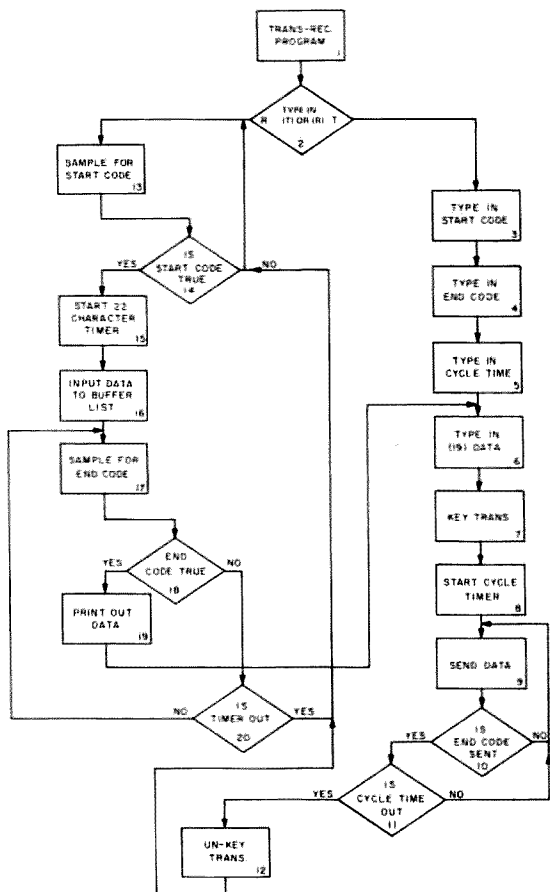 TRANS-REC.
PROGRAM
1
TYPE IN
R (T) OR (R) T
2
SAMPLE FOR
START CODE
13
TYPE IN
START CODE
3
YES IS NO
START CODE
TRUE
14
TYPE IN
END CODE
4
START 22
CHARACTER
TIMER
15
TYPE IN
CYCLE TIME
5
INPUT DATA
TO BUFFER
LIST
16
TYPE IN
(19) DATA
6
SAMPLE FOR
END CODE
17
KEY TRANS
7
YES END NO
CODE TRUE
18
START CYCLE
TIMER
8
PRINT OUT
DATA
19
SEND DATA
9
NO IS YES
TIMER OUT
20
YES IS NO
END CODE
SENT
10
YES IS NO
CYCLE TIME
OUT
11
UN-KEY
TRANS.
12